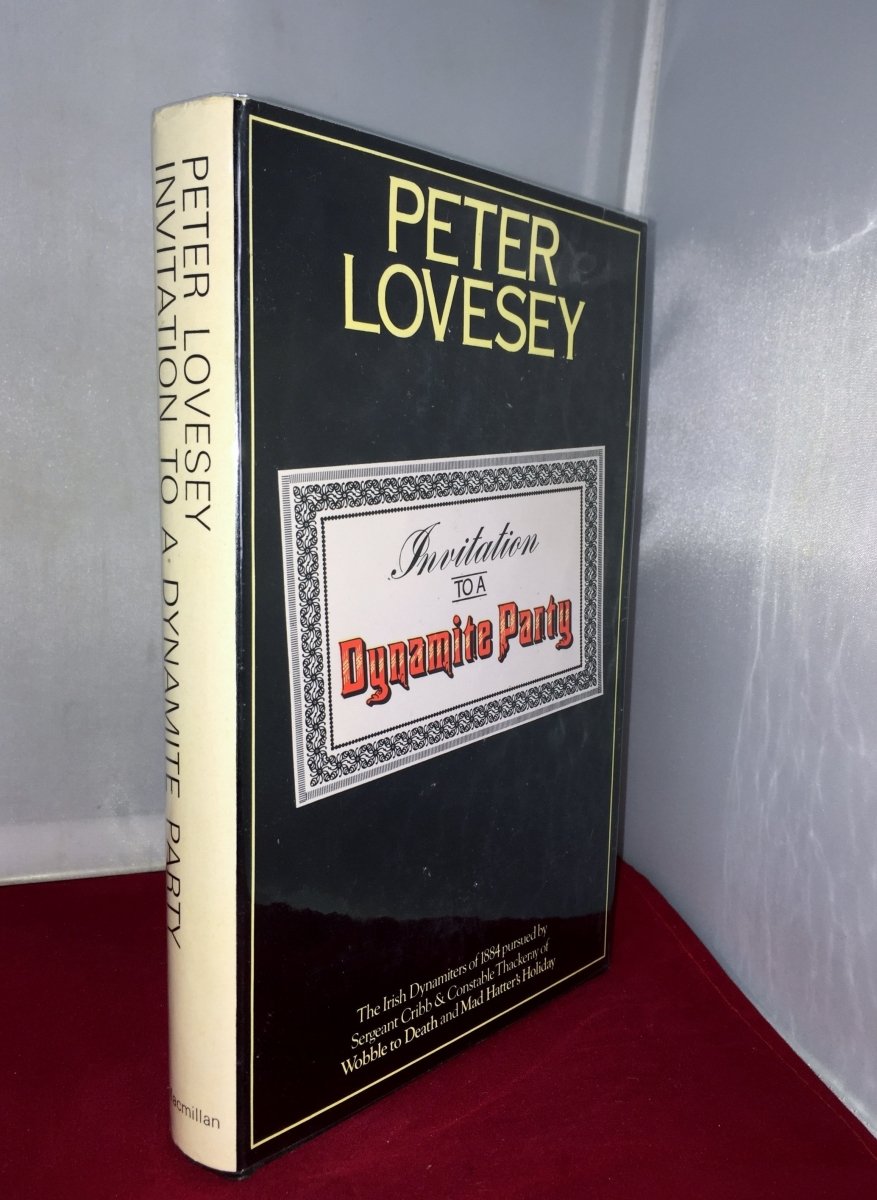 PETER LOVESEY
INVITATION TO A DYNAMITE PARTY
Macmillan
PETER
LOVESEY
Invitation
TO A
Dynamite Party
The Irish Dynamiters of 1884 pursued by
Sergeant Cribb & Constable Thackeray of
Wobble to Death and Mad Hatter's Holiday